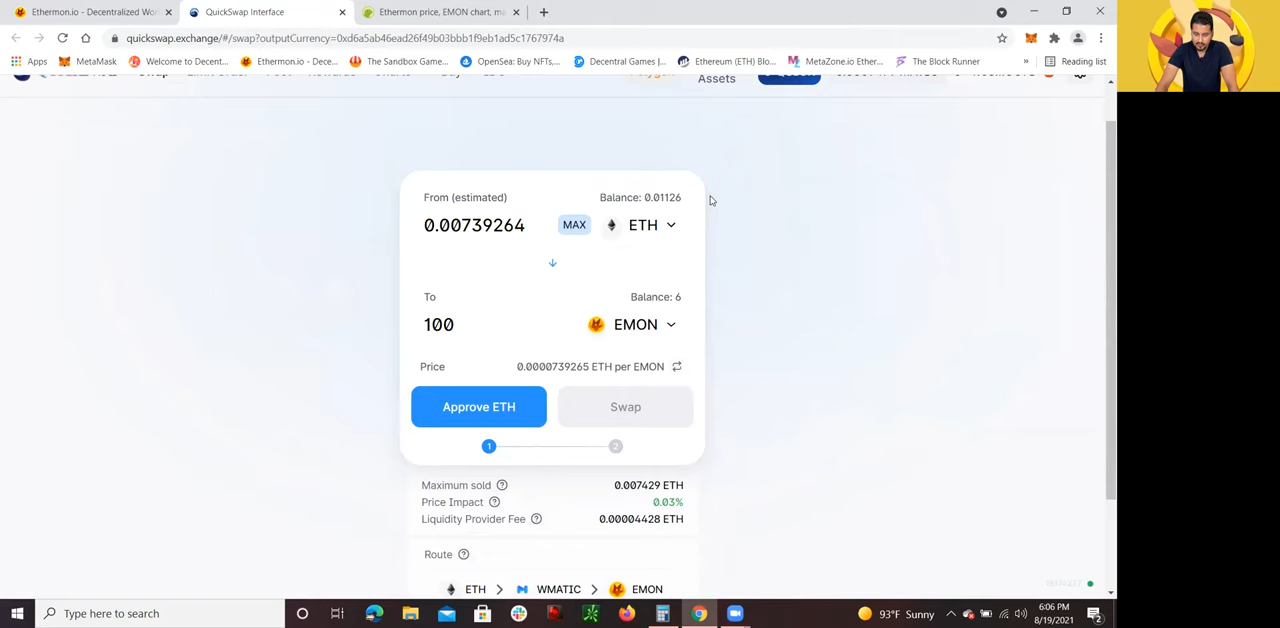 Ethermon.io - Decentralized Wo
QuickSwap Interface
Ethermon price, EMON chart, ma
quickswap.exchange/#/swap?outputCurrency=0xd6a5ab46ead26f49b03bbb1f9eb1ad5c1767974a
Apps
MetaMask
Welcome to Decent...
Ethermon.io - Dece...
The Sandbox Game...
OpenSea: Buy NFTs,...
Decentral Games |...
Ethereum (ETH) Blo...
MetaZone.io Ether...
The Block Runner
»
Reading list
Assets
From (estimated)
Balance: 0.01126
0.00739264
MAX
ETH
To
Balance: 6
100
EMON
Price
0.0000739265 ETH per EMON
Approve ETH
Swap
1
2
Maximum sold
0.007429 ETH
Price Impact
0.03%
Liquidity Provider Fee
0.00004428 ETH
Route
ETH > WMATIC > EMON
Type here to search
93°F Sunny
6:06 PM
8/19/2021
2